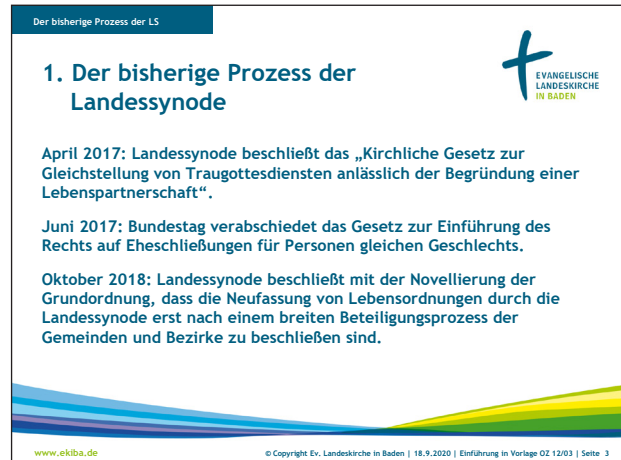 Der bisherige Prozess der LS
1. Der bisherige Prozess der
Landessynode
EVANGELISCHE
LANDESKIRCHE
IN BADEN
April 2017: Landessynode beschließt das „Kirchliche Gesetz zur
Gleichstellung von Traugottesdiensten anlässlich der Begründung einer
Lebenspartnerschaft“.
Juni 2017: Bundestag verabschiedet das Gesetz zur Einführung des
Rechts auf Eheschließungen für Personen gleichen Geschlechts.
Oktober 2018: Landessynode beschließt mit der Novellierung der
Grundordnung, dass die Neufassung von Lebensordnungen durch die
Landessynode erst nach einem breiten Beteiligungsprozess der
Gemeinden und Bezirke zu beschließen sind.
www.ekiba.de
© Copyright Ev. Landeskirche in Baden | 18.9.2020 | Einführung in Vorlage OZ 12/03 | Seite 3